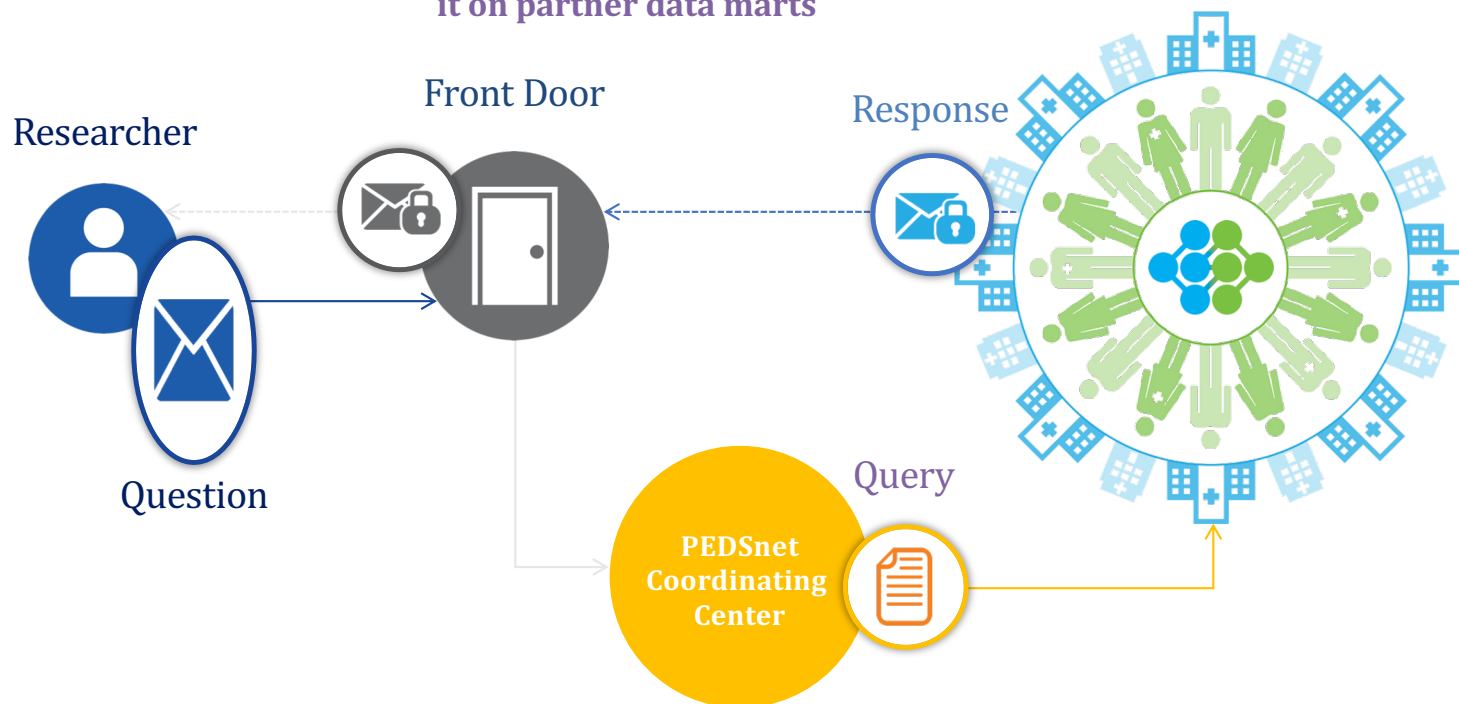 it on partner data marts
Front Door
Response
Researcher
Query
Question
PEDSnet
Coordinating
Center